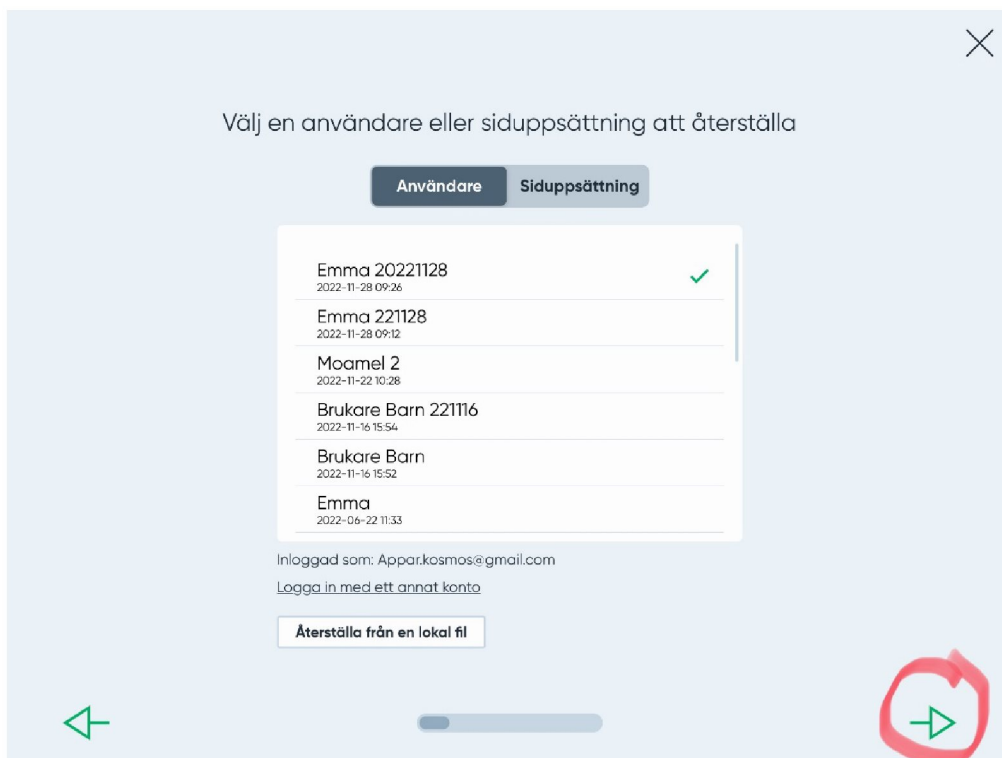 Välj en användare eller siduppsättning att återställa
Användare Siduppsättning
Emma 20221128
2022-11-28 09:26
Emma 221128
2022-11-28 09:12
Moamel 2
2022-11-22 10:28
Brukare Barn 221116
2022-11-16 15:54
Brukare Barn
2022-11-16 15:52
Emma
2022-06-22 11:33
Inloggad som: Appar.kosmos@gmail.com
Logga in med ett annat konto
Återställa från en lokal fil